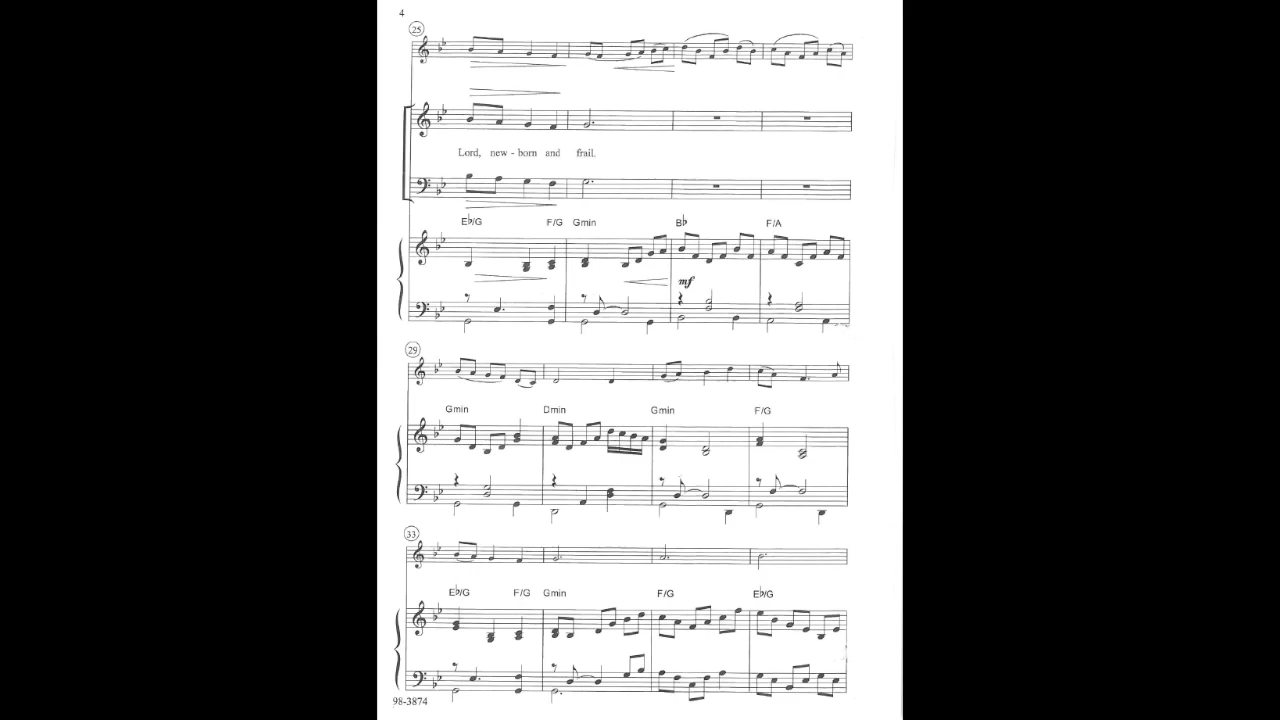 4
25
Lord, new - born and frail.
E♭/G F/G Gmin B♭ F/A
mf
29
Gmin Dmin Gmin F/G
33
E♭/G F/G Gmin F/G E♭/G
98-3874